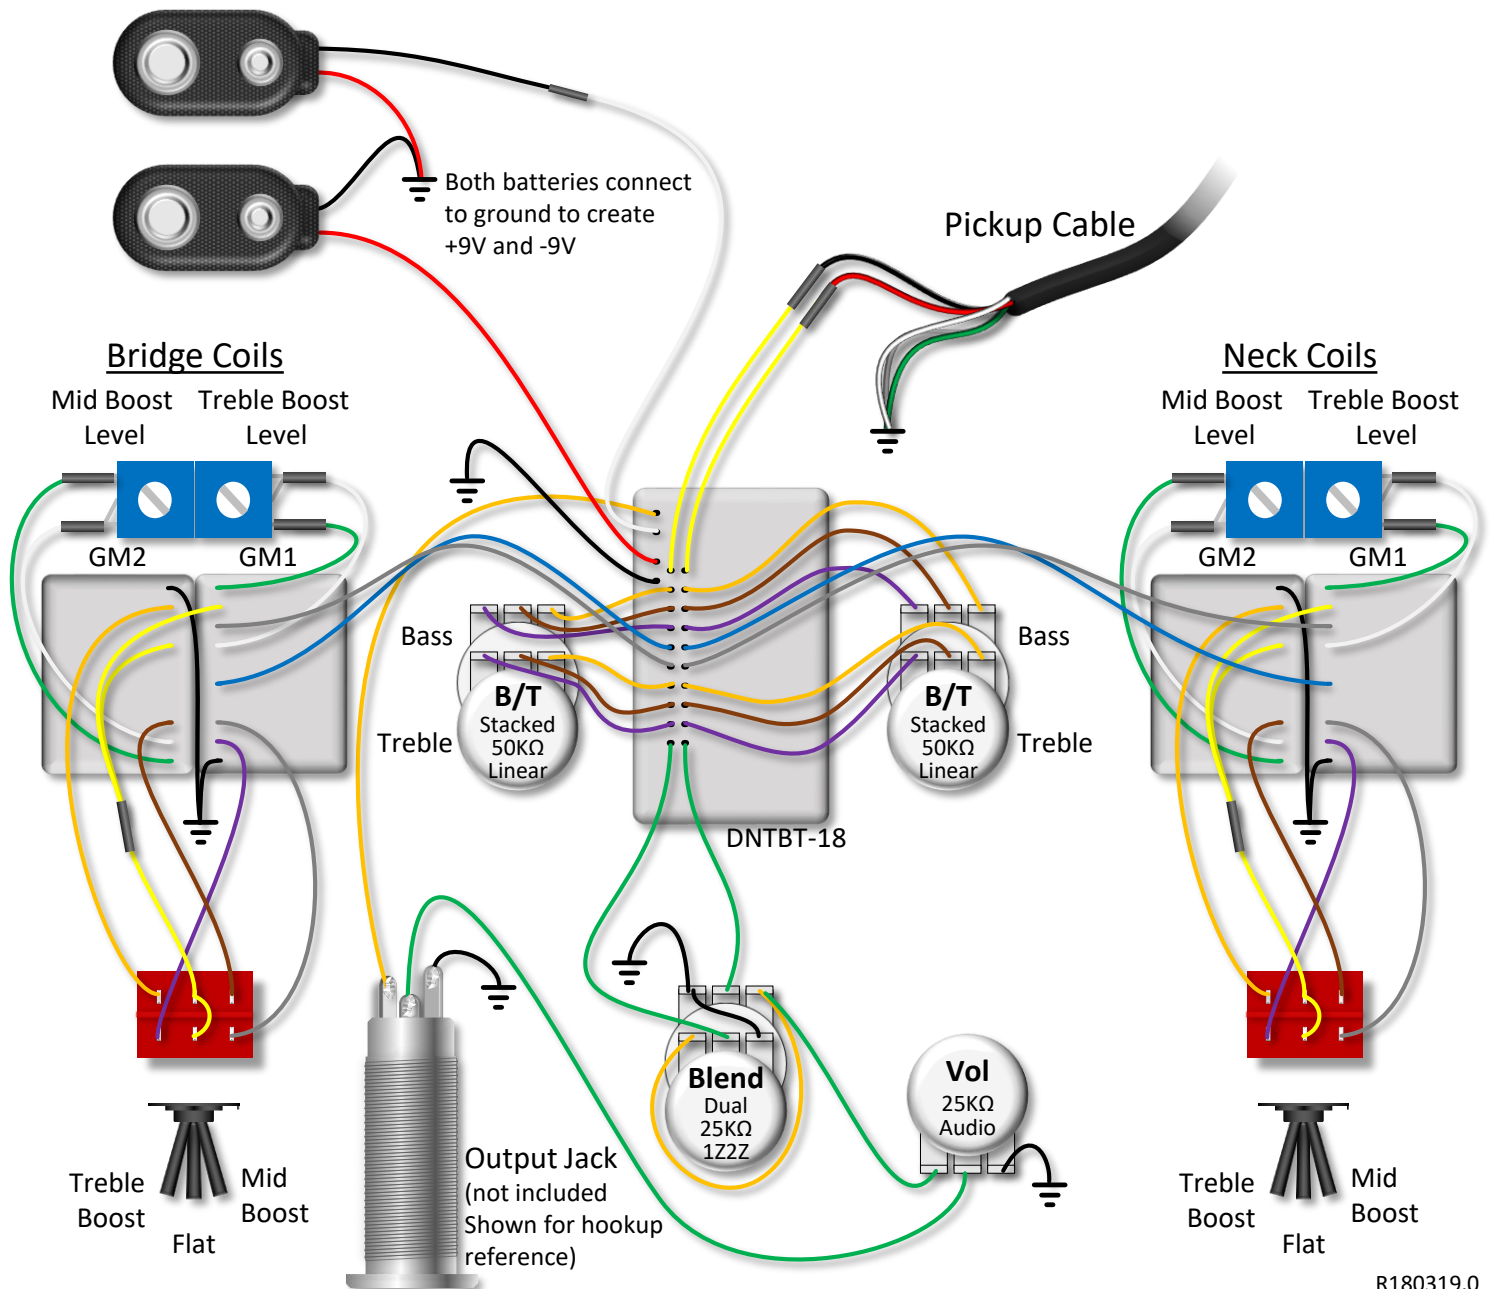 Both batteries connect
to ground to create
+9V and -9V
Pickup Cable
Bridge Coils
Mid Boost
Level
Treble Boost
Level
GM2
GM1
Neck Coils
Mid Boost
Level
Treble Boost
Level
GM2
GM1
Bass
B/T
Stacked
50KΩ
Linear
Treble
Bass
B/T
Stacked
50KΩ
Linear
Treble
DNTBT-18
Blend
Dual
25KΩ
1Z2Z
Vol
25KΩ
Audio
Output Jack
(not included
Shown for hookup
reference)
Treble
Boost
Flat
Mid
Boost
Treble
Boost
Flat
Mid
Boost
R180319.0